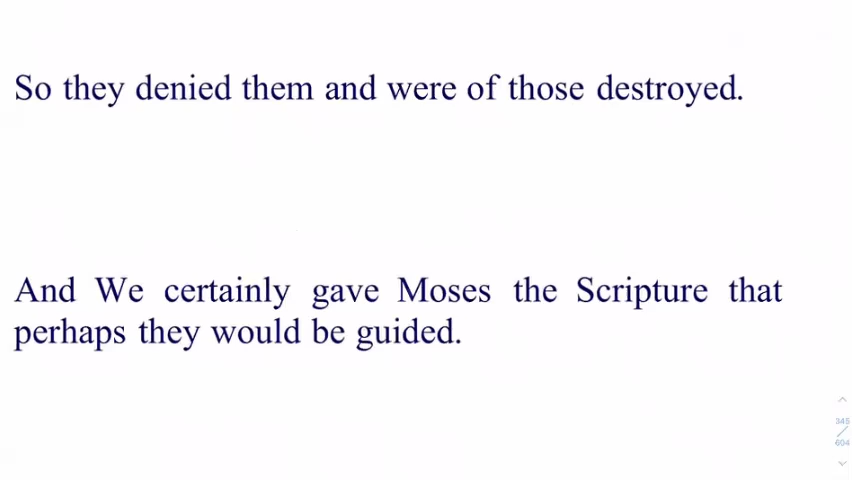 So they denied them and were of those destroyed.
And We certainly gave Moses the Scripture that
perhaps they would be guided.
345
604